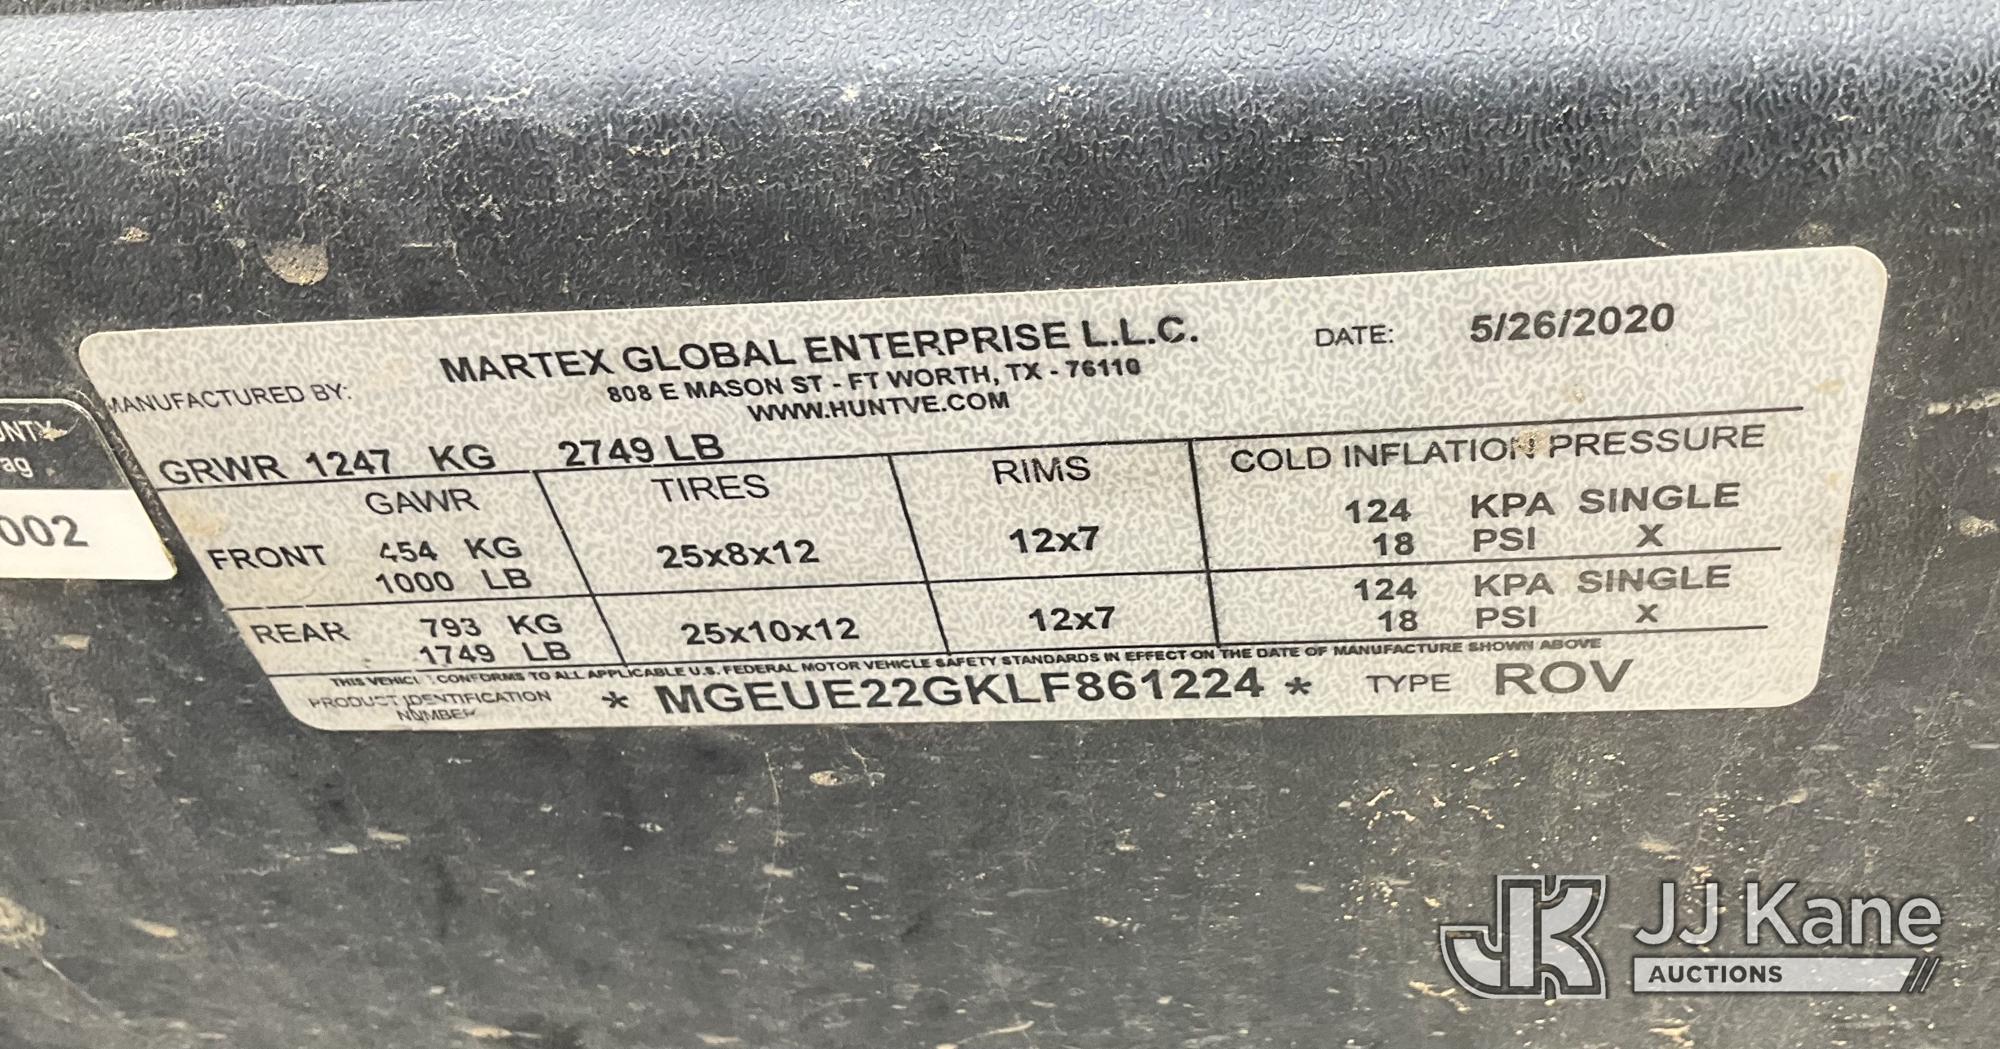 MANUFACTURED BY: MARTEX GLOBAL ENTERPRISE L.L.C. DATE: 5/26/2020
808 E MASON ST - FT WORTH, TX - 76110
WWW.HUNTVE.COM
GRWR 1247 KG 2749 LB
GAWR TIRES RIMS COLD INFLATION PRESSURE
FRONT 454 KG 25x8x12 12x7 124 KPA SINGLE
1000 LB 18 PSI X
REAR 793 KG 25x10x12 12x7 124 KPA SINGLE
1749 LB 18 PSI X
THIS VEHICLE CONFORMS TO ALL APPLICABLE U.S. FEDERAL MOTOR VEHICLE SAFETY STANDARDS IN EFFECT ON THE DATE OF MANUFACTURE SHOWN ABOVE
PRODUCT IDENTIFICATION NUMBER * MGEUE22GKLF861224 * TYPE ROV
UNTY
ag
002
JK JJ Kane
AUCTIONS